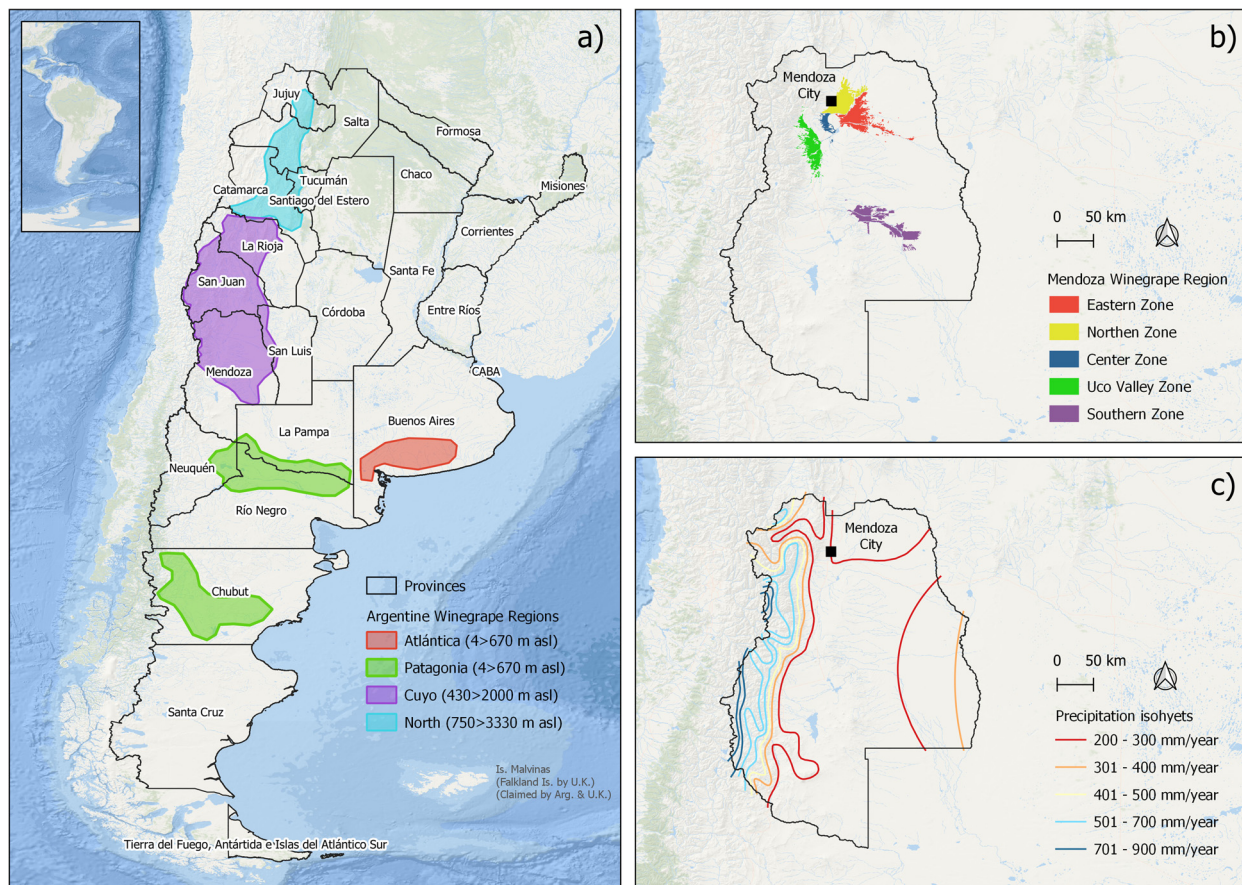 a)
Jujuy
Salta
Formosa
Chaco
Misiones
Tucumán
Catamarca
Santiago del Estero
Corrientes
La Rioja
Santa Fe
San Juan
Córdoba
Entre Ríos
San Luis
Mendoza
CABA
Buenos Aires
La Pampa
Neuquén
Río Negro
Chubut
Provinces
Argentine Winegrape Regions
Atlántica (4>670 m asl)
Patagonia (4>670 m asl)
Cuyo (430>2000 m asl)
North (750>3330 m asl)
Santa Cruz
Is. Malvinas
(Falkland Is. by U.K.)
(Claimed by Arg. & U.K.)
Tierra del Fuego, Antártida e Islas del Atlántico Sur
b)
Mendoza
City
0 50 km
Mendoza Winegrape Region
Eastern Zone
Northen Zone
Center Zone
Uco Valley Zone
Southern Zone
c)
Mendoza
City
0 50 km
Precipitation isohyets
200 - 300 mm/year
301 - 400 mm/year
401 - 500 mm/year
501 - 700 mm/year
701 - 900 mm/year